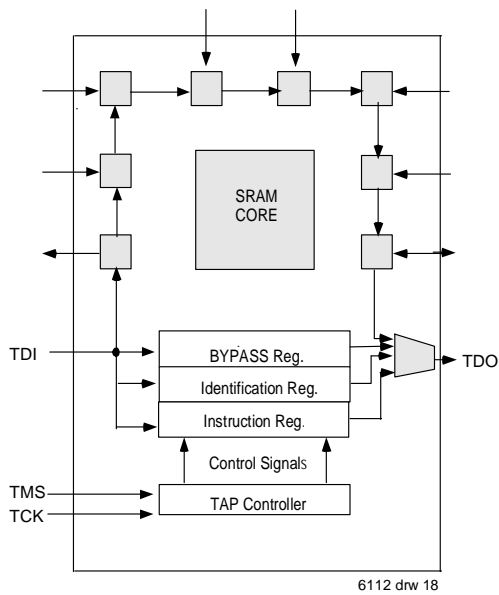 SRAM
CORE
TDI
BYPASS Reg.
TDO
Identification Reg.
Instruction Reg.
Control Signals
TMS
TCK
TAP Controller
6112 drw 18